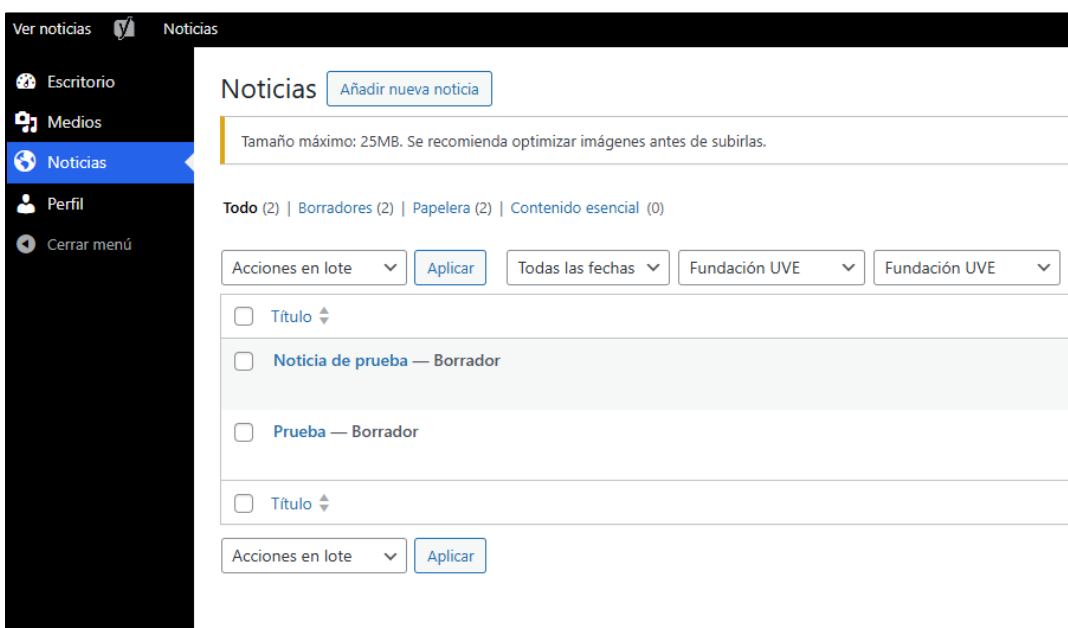 Ver noticias Noticias
Escritorio
Medios
Noticias
Perfil
Cerrar menú
Noticias Añadir nueva noticia
Tamaño máximo: 25MB. Se recomienda optimizar imágenes antes de subirlas.
Todo (2) | Borradores (2) | Papelera (2) | Contenido esencial (0)
Acciones en lote Aplicar Todas las fechas Fundación UVE Fundación UVE
Título
Noticia de prueba — Borrador
Prueba — Borrador
Título
Acciones en lote Aplicar